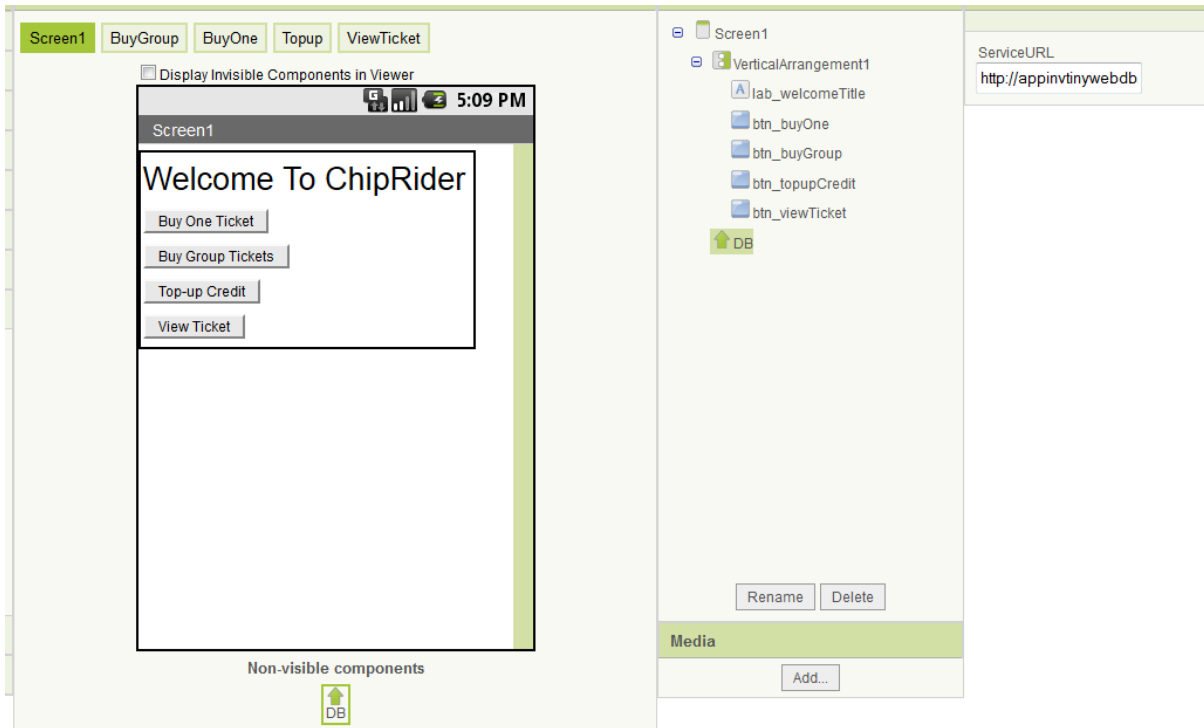 Screen1 BuyGroup BuyOne Topup ViewTicket
Display Invisible Components in Viewer
G 5:09 PM
Screen1
Welcome To ChipRider
Buy One Ticket
Buy Group Tickets
Top-up Credit
View Ticket
Non-visible components
DB
Screen1
VerticalArrangement1
A lab_welcomeTitle
btn_buyOne
btn_buyGroup
btn_topupCredit
btn_viewTicket
DB
Rename Delete
Media
Add...
ServiceURL
http://appinvtinywebdb